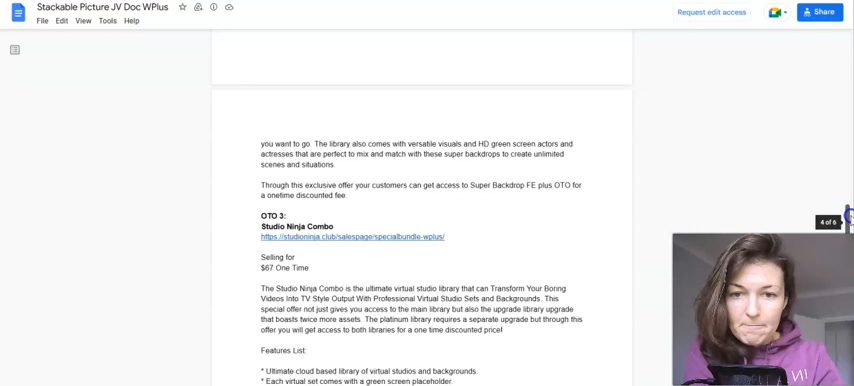 Stackable Picture JV Doc WPlus
Request edit access
Share
File Edit View Tools Help
you want to go. The library also comes with versatile visuals and HD green screen actors and
actresses that are perfect to mix and match with these super backdrops to create unlimited
scenes and situations.
Through this exclusive offer your customers can get access to Super Backdrop FE plus OTO for
a onetime discounted fee.
OTO 3:
Studio Ninja Combo
https://studioninja.club/salespage/specialbundle-wplus/
4 of 6
Selling for
$67 One Time
The Studio Ninja Combo is the ultimate virtual studio library that can Transform Your Boring
Videos Into TV Style Output With Professional Virtual Studio Sets and Backgrounds. This
special offer not just gives you access to the main library but also the upgrade library upgrade
that boasts twice more assets. The platinum library requires a separate upgrade but through this
offer you will get access to both libraries for a one time discounted price!
Features List:
* Ultimate cloud based library of virtual studios and backgrounds.
* Each virtual set comes with a green screen placeholder.